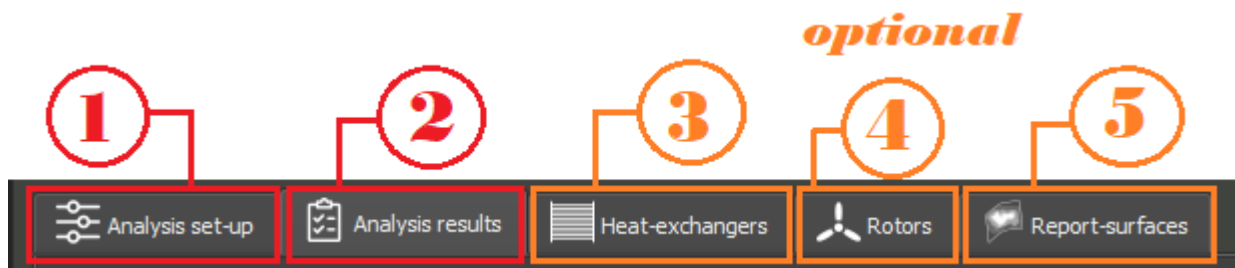 optional
1 2 3 4 5
Analysis set-up Analysis results Heat-exchangers Rotors Report-surfaces